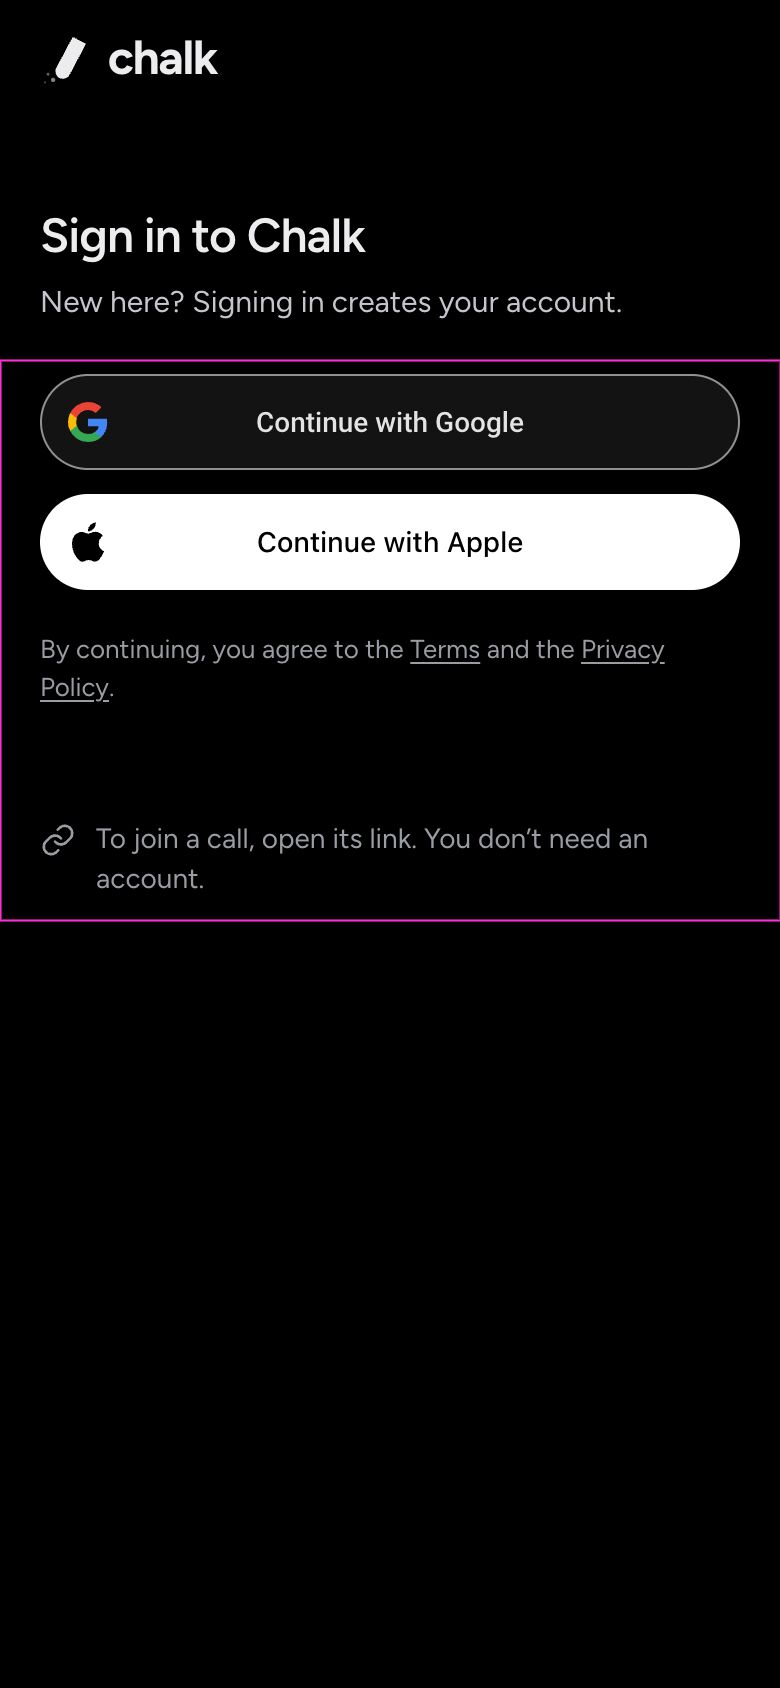 chalk
Sign in to Chalk
New here? Signing in creates your account.
Continue with Google
Continue with Apple
By continuing, you agree to the Terms and the Privacy
Policy.
To join a call, open its link. You don’t need an
account.